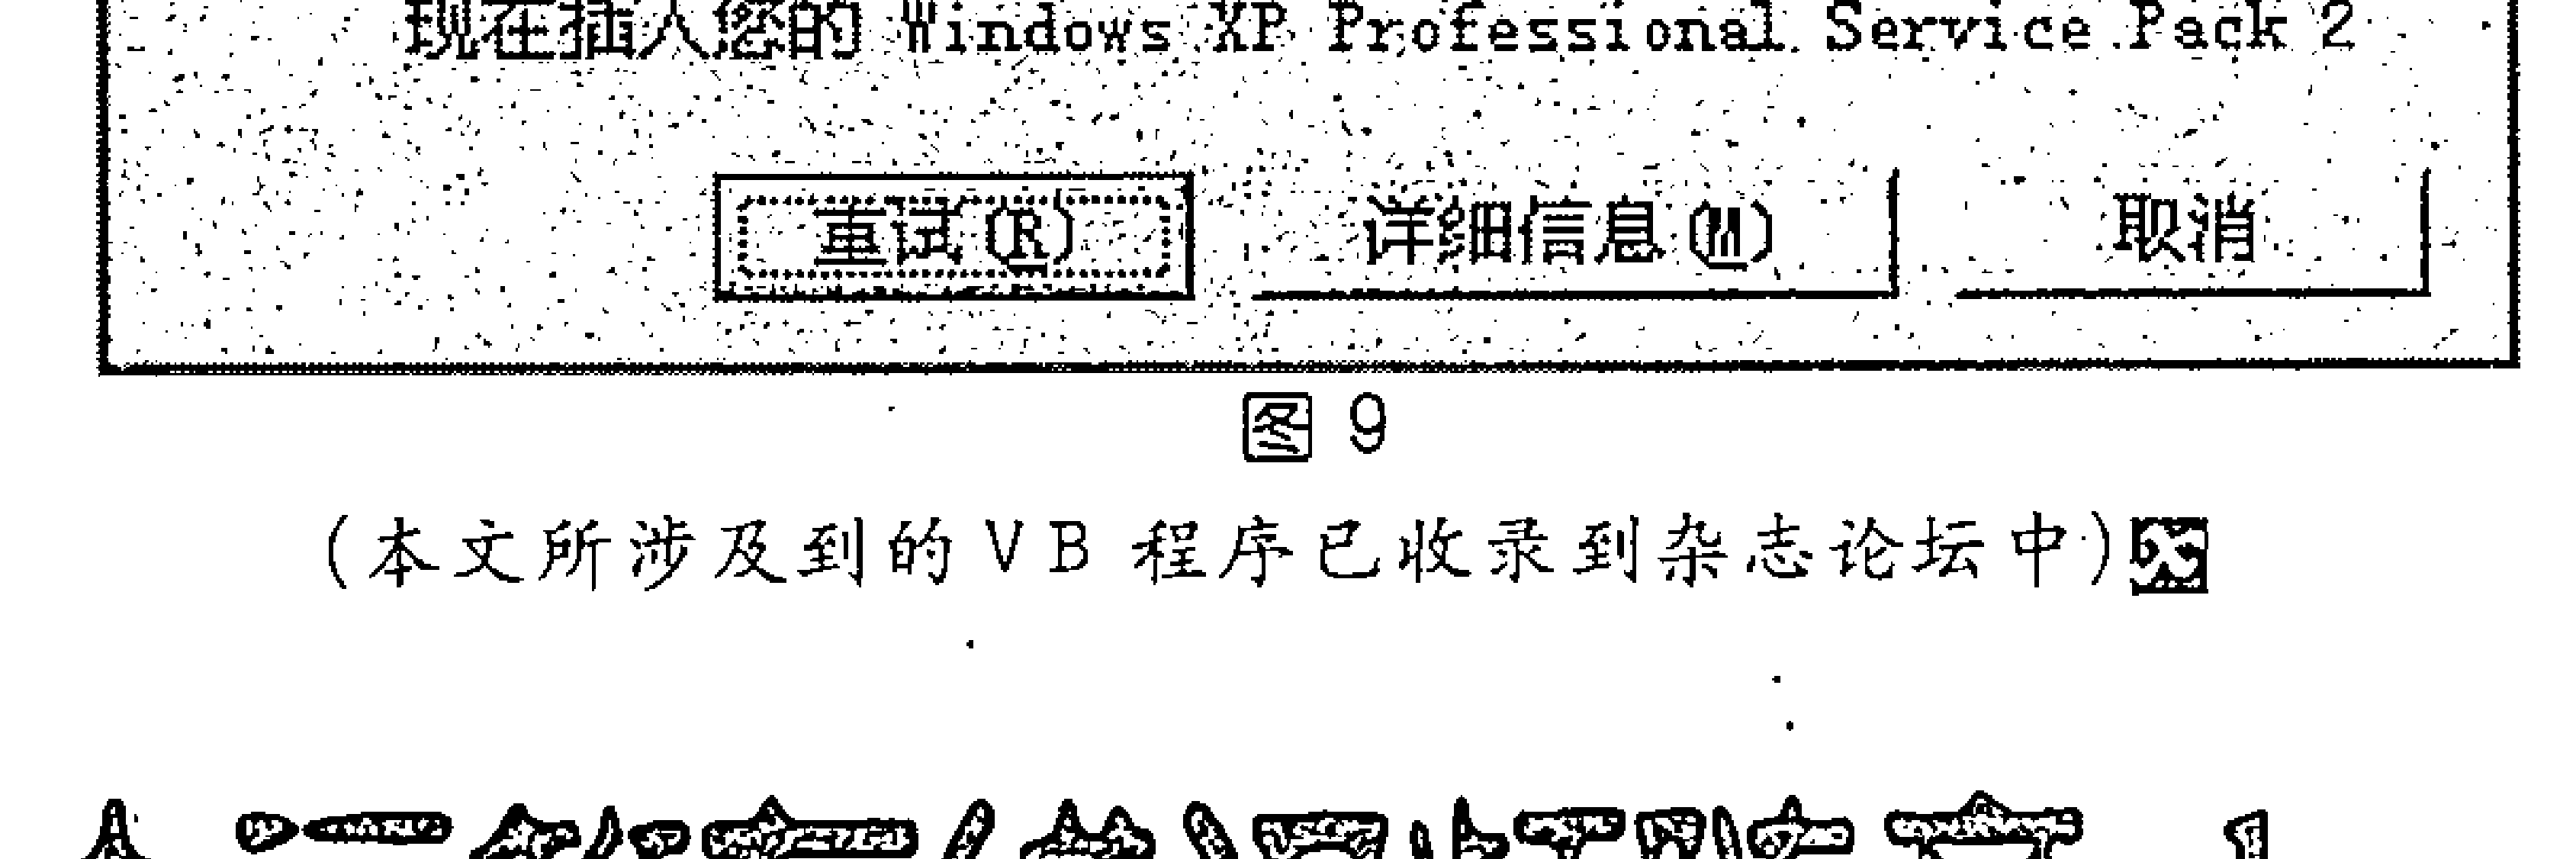 现在插入您的 Windows XP Professional Service Pack 2
重试(R) 详细信息(M) 取消
图 9
(本文所涉及到的VB 程序已收录到杂志论坛中)